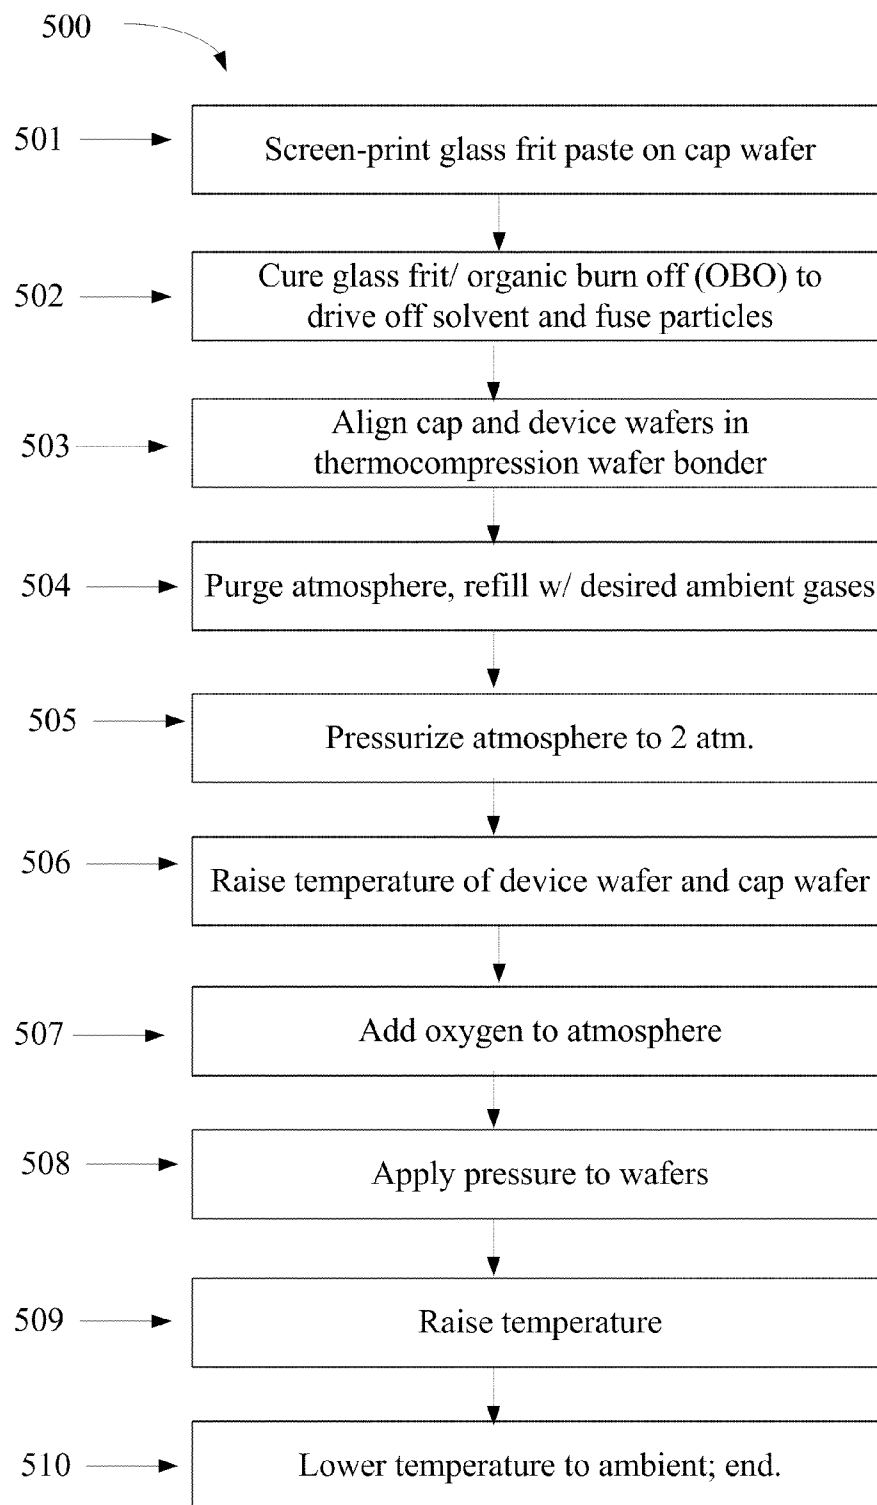 500
501
Screen-print glass frit paste on cap wafer
502
Cure glass frit/ organic burn off (OBO) to
drive off solvent and fuse particles
503
Align cap and device wafers in
thermocompression wafer bonder
504
Purge atmosphere, refill w/ desired ambient gases
505
Pressurize atmosphere to 2 atm.
506
Raise temperature of device wafer and cap wafer
507
Add oxygen to atmosphere
508
Apply pressure to wafers
509
Raise temperature
510
Lower temperature to ambient; end.